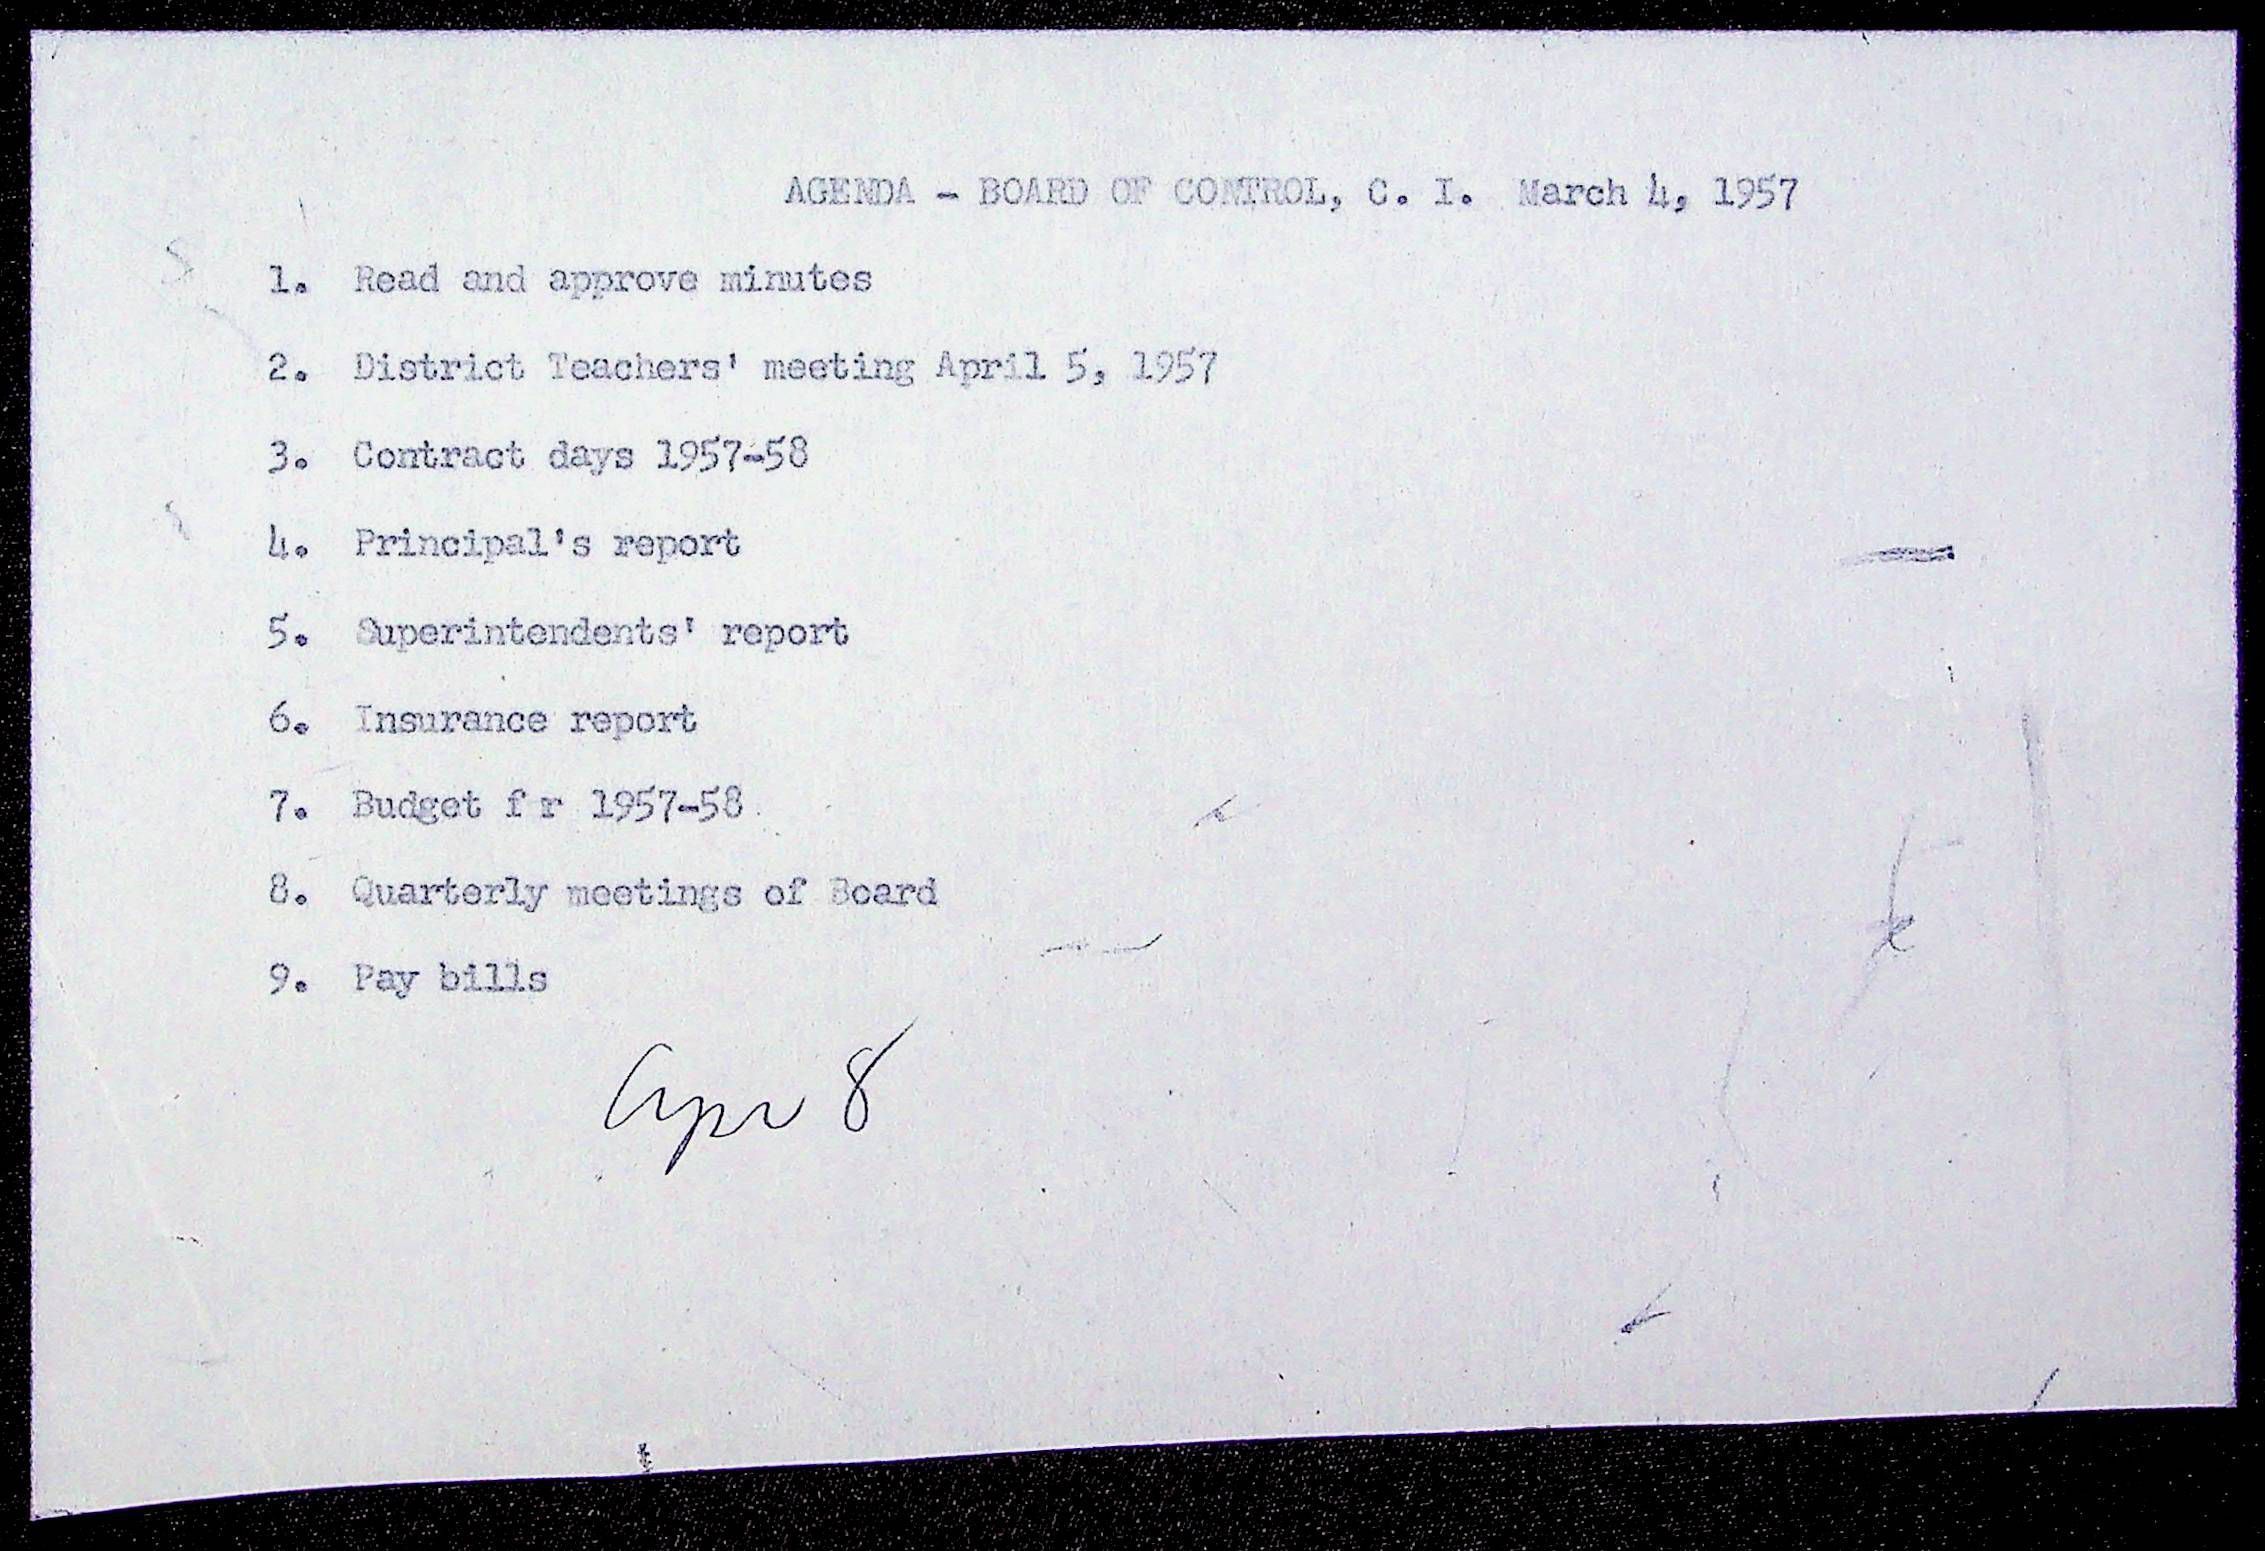 AGENDA - BOARD OF CONTROL, C. I. March 4, 1957
1. Read and approve minutes
2. District Teachers' meeting April 5, 1957
3. Contract days 1957-58
4. Principal's report
5. Superintendents' report
6. Insurance report
7. Budget f r 1957-58
8. Quarterly meetings of Board
9. Pay bills
Apr 8